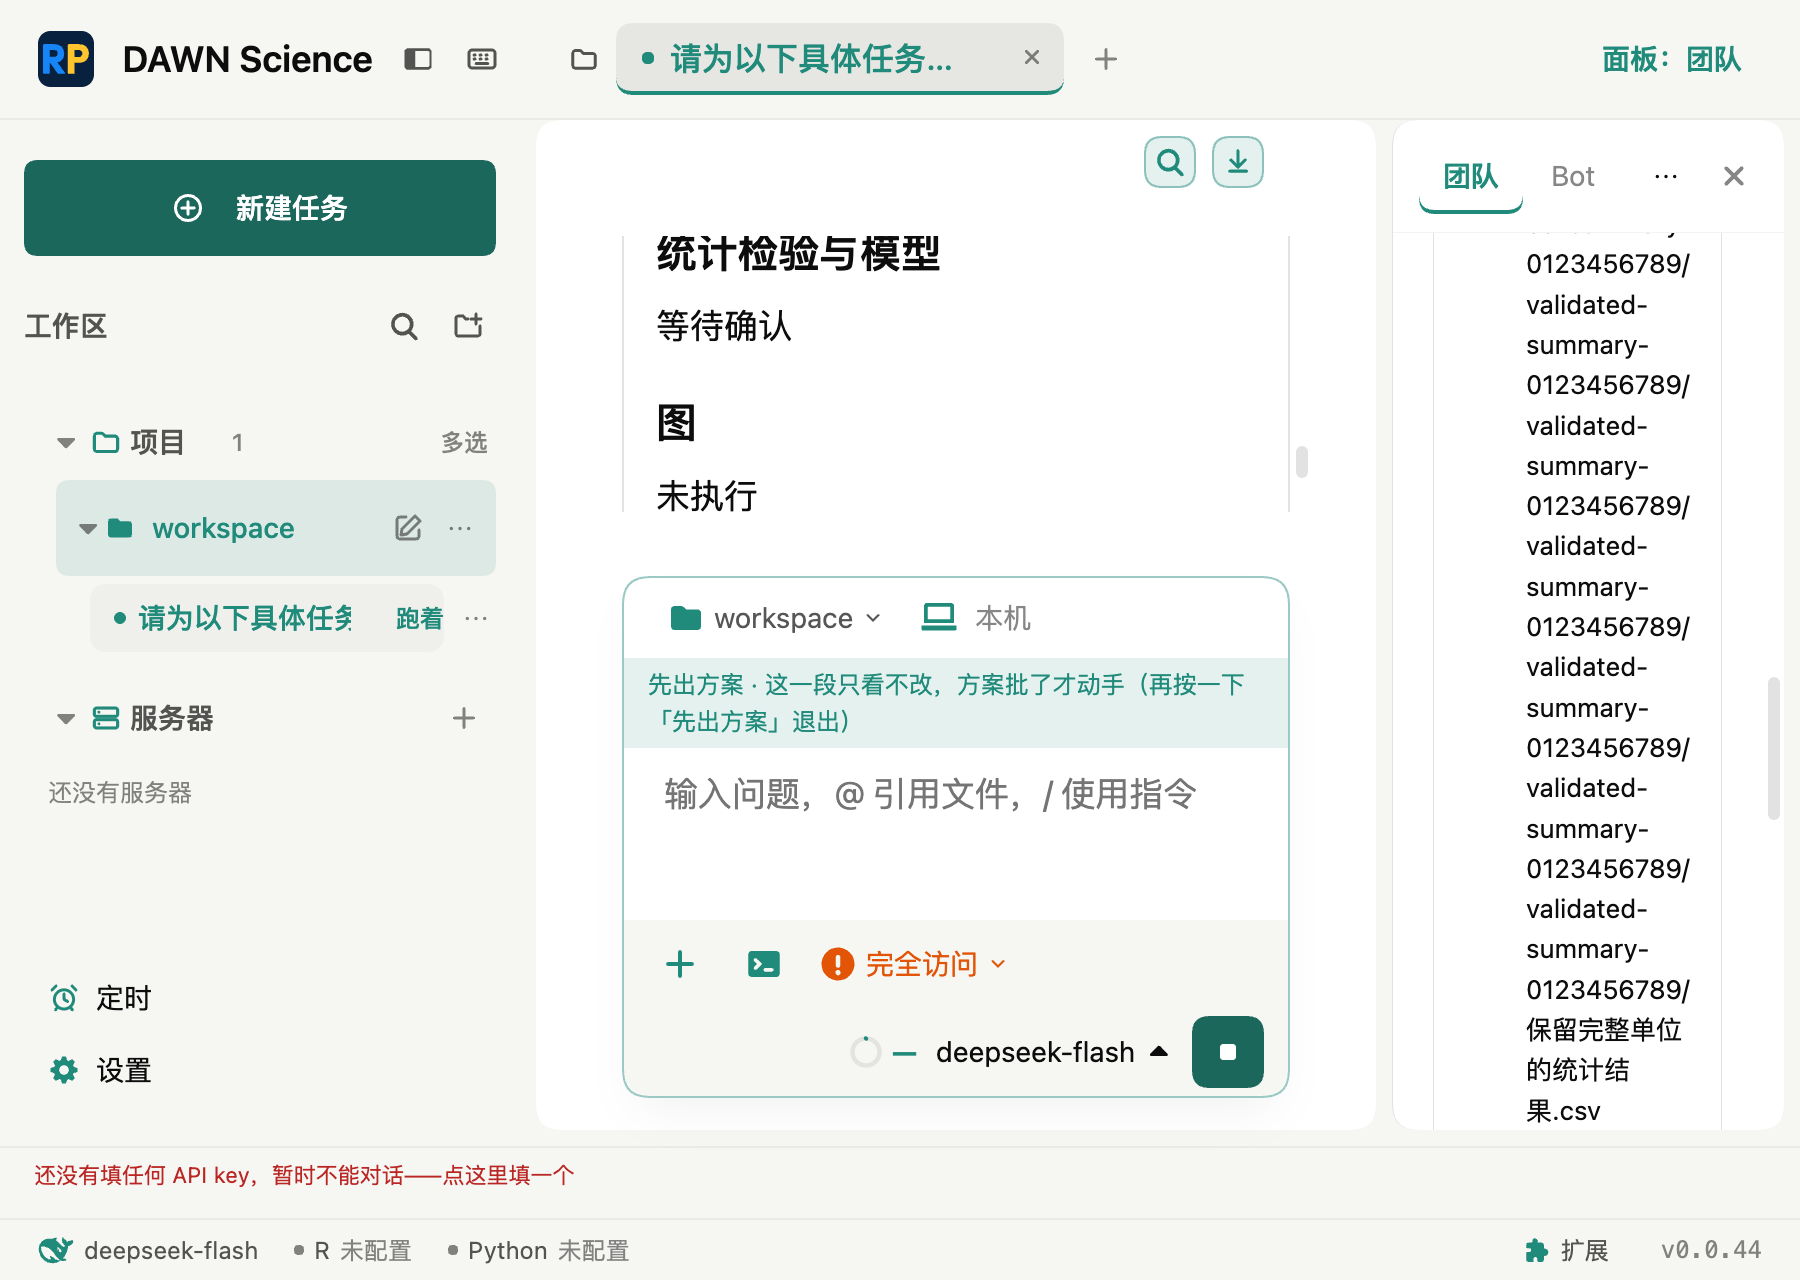 RP DAWN Science
请为以下具体任务...
面板：团队
新建任务
工作区
项目 1 多选
workspace
请为以下具体任务 跑着
服务器
还没有服务器
定时
设置
统计检验与模型
等待确认
图
未执行
workspace 本机
先出方案 · 这一段只看不改，方案批了才动手（再按一下
「先出方案」退出）
输入问题，@ 引用文件，/ 使用指令
完全访问
deepseek-flash
团队 Bot
0123456789/
validated-
summary-
0123456789/
validated-
summary-
0123456789/
validated-
summary-
0123456789/
validated-
summary-
0123456789/
validated-
summary-
0123456789/
validated-
summary-
0123456789/
保留完整单位
的统计结
果.csv
还没有填任何 API key，暂时不能对话——点这里填一个
deepseek-flash R 未配置 Python 未配置
扩展 v0.0.44